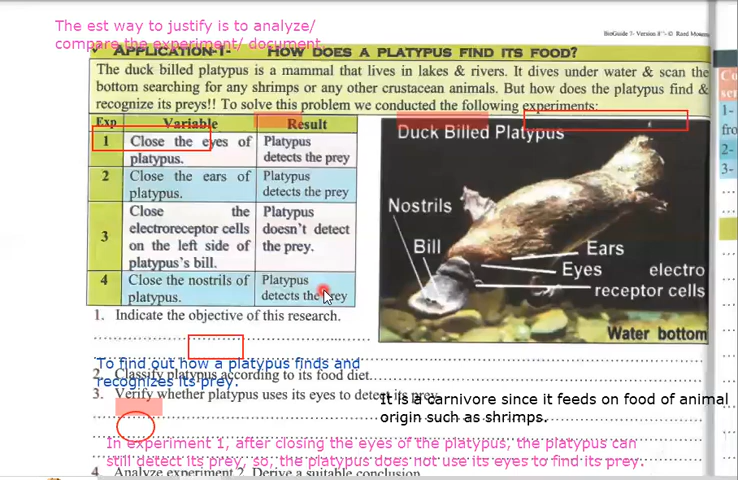 The est way to justify is to analyze/
compare the experiment/ document
BioGuide 7- Version 8
✓ APPLICATION-1- HOW DOES A PLATYPUS FIND ITS FOOD?
The duck billed platypus is a mammal that lives in lakes & rivers. It dives under water & scan the
bottom searching for any shrimps or any other crustacean animals. But how does the platypus find &
recognize its preys!! To solve this problem we conducted the following experiments:
Exp Variable Result
1 Close the eyes of platypus. Platypus detects the prey
2 Close the ears of platypus. Platypus detects the prey
3 Close the electroreceptor cells on the left side of platypus's bill. Platypus doesn't detect the prey.
4 Close the nostrils of platypus. Platypus detects the prey
Duck Billed Platypus
Nostrils
Bill
Ears
Eyes
electro
receptor cells
Water bottom
1. Indicate the objective of this research.
To find out how a platypus finds and
recognizes its prey.
2. Classify platypus according to its food diet.
3. Verify whether platypus uses its eyes to detect its prey.
It is a carnivore since it feeds on food of animal
origin such as shrimps.
In experiment 1, after closing the eyes of the platypus, the platypus can
still detect its prey, so, the platypus does not use its eyes to find its prey.
4. Analyze experiment 2. Derive a suitable conclusion
Co
1-
fro
2-
3-